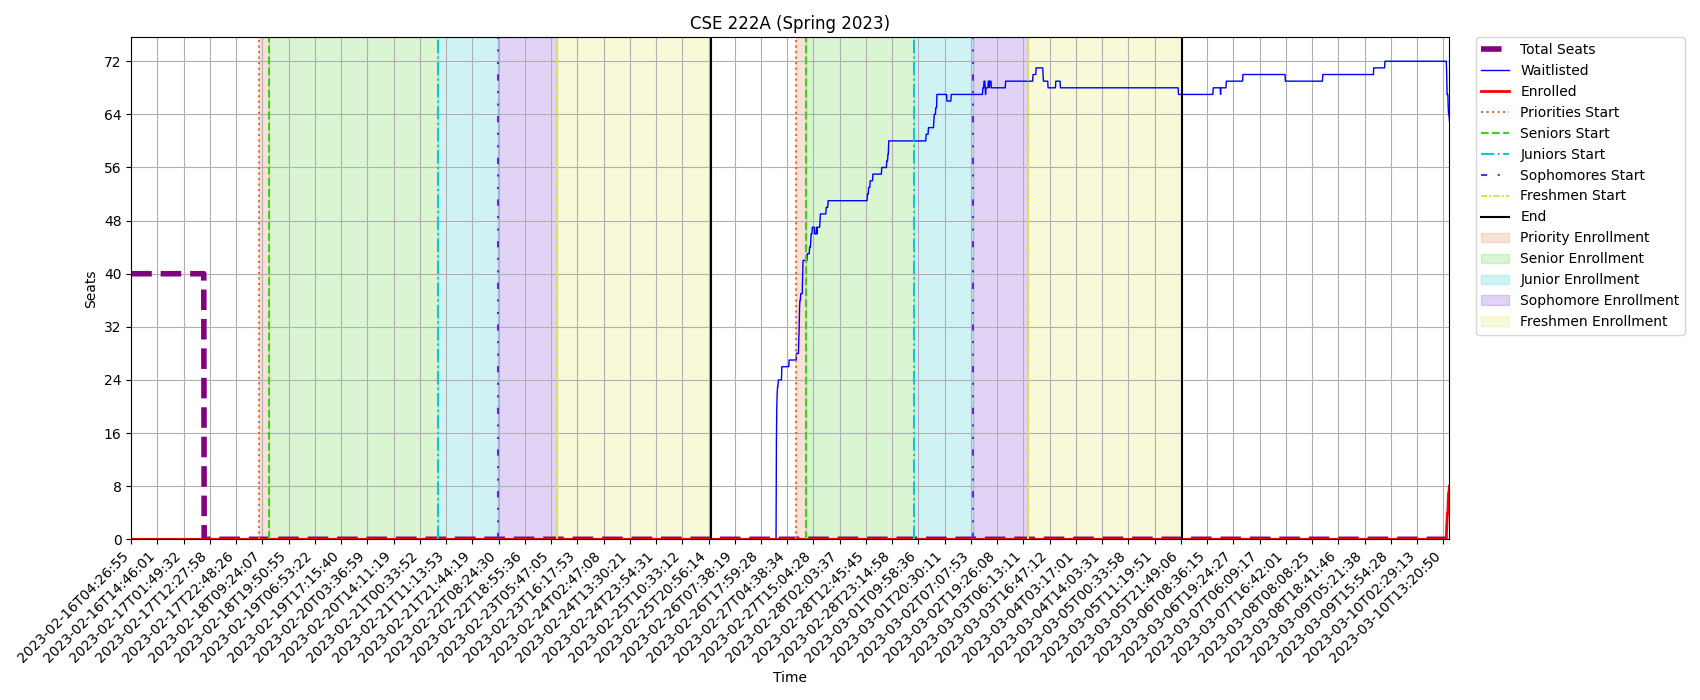 CSE 222A (Spring 2023)
72
64
56
48
40
32
24
16
8
0
Seats
2023-02-16T04:26:55
2023-02-16T14:46:01
2023-02-17T01:49:32
2023-02-17T12:27:58
2023-02-17T22:48:26
2023-02-18T09:24:07
2023-02-18T19:50:55
2023-02-19T06:53:22
2023-02-19T17:15:40
2023-02-20T03:36:59
2023-02-20T14:11:19
2023-02-21T00:33:52
2023-02-21T11:13:53
2023-02-21T21:44:19
2023-02-22T08:24:30
2023-02-22T18:55:36
2023-02-23T05:47:05
2023-02-23T16:17:53
2023-02-24T02:47:08
2023-02-24T13:30:21
2023-02-24T23:54:31
2023-02-25T10:33:12
2023-02-25T20:56:14
2023-02-26T07:38:19
2023-02-26T17:59:28
2023-02-27T04:38:34
2023-02-27T15:04:28
2023-02-28T02:03:37
2023-02-28T12:45:45
2023-02-28T23:14:58
2023-03-01T09:58:36
2023-03-01T20:30:11
2023-03-02T07:07:53
2023-03-02T19:26:08
2023-03-03T06:13:11
2023-03-03T16:47:12
2023-03-04T03:17:01
2023-03-04T14:03:31
2023-03-05T00:33:58
2023-03-05T11:19:51
2023-03-05T21:49:06
2023-03-06T08:36:15
2023-03-06T19:24:27
2023-03-07T06:09:17
2023-03-07T16:42:01
2023-03-08T08:08:25
2023-03-08T18:41:46
2023-03-09T05:21:38
2023-03-09T15:54:28
2023-03-10T02:29:13
2023-03-10T13:20:50
Time
Total Seats
Waitlisted
Enrolled
Priorities Start
Seniors Start
Juniors Start
Sophomores Start
Freshmen Start
End
Priority Enrollment
Senior Enrollment
Junior Enrollment
Sophomore Enrollment
Freshmen Enrollment